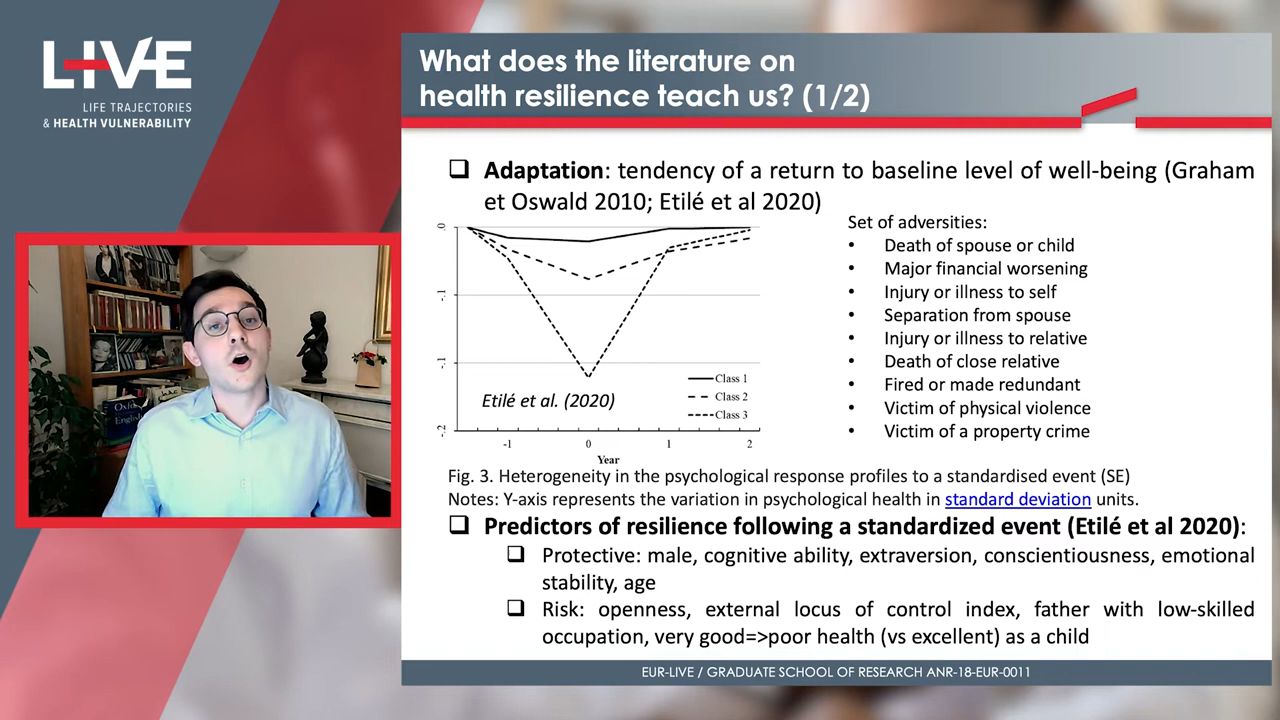 LIVE
LIFE TRAJECTORIES
& HEALTH VULNERABILITY
What does the literature on
health resilience teach us? (1/2)
❑ Adaptation: tendency of a return to baseline level of well-being (Graham
et Oswald 2010; Etilé et al 2020)
.0
-.1
-.1
-.2
-1
0
1
2
Year
Class 1
Class 2
Class 3
Etilé et al. (2020)
Set of adversities:
• Death of spouse or child
• Major financial worsening
• Injury or illness to self
• Separation from spouse
• Injury or illness to relative
• Death of close relative
• Fired or made redundant
• Victim of physical violence
• Victim of a property crime
Fig. 3. Heterogeneity in the psychological response profiles to a standardised event (SE)
Notes: Y-axis represents the variation in psychological health in standard deviation units.
❑ Predictors of resilience following a standardized event (Etilé et al 2020):
❑ Protective: male, cognitive ability, extraversion, conscientiousness, emotional
stability, age
❑ Risk: openness, external locus of control index, father with low-skilled
occupation, very good=>poor health (vs excellent) as a child
EUR-LIVE / GRADUATE SCHOOL OF RESEARCH ANR-18-EUR-0011
Oxford
English